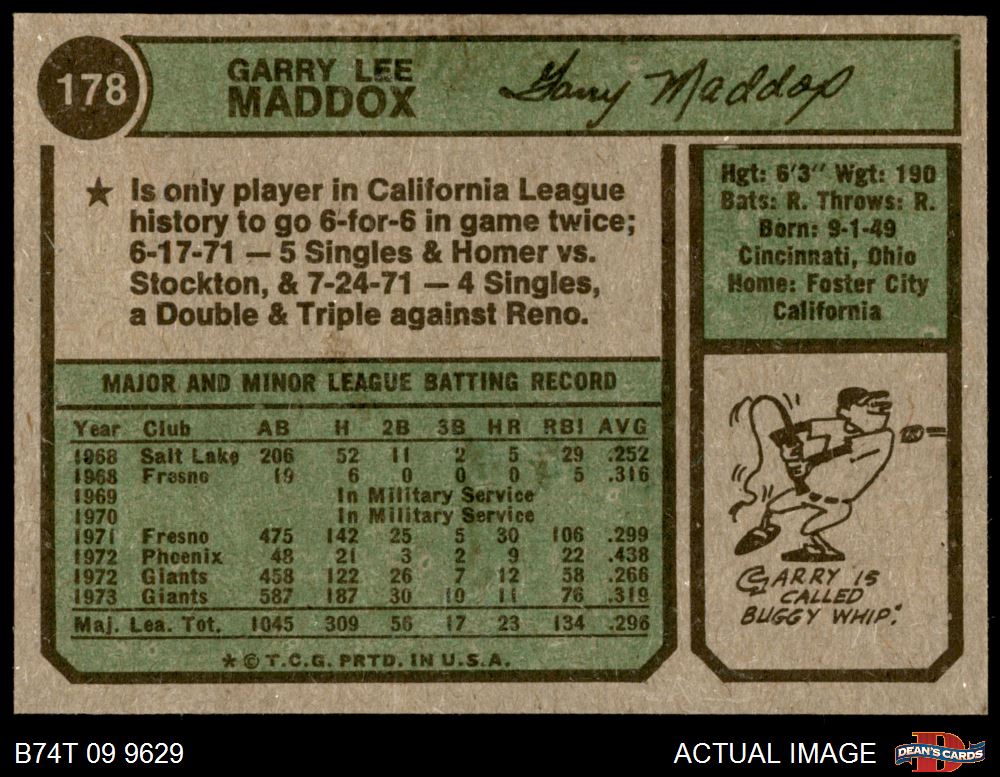 178
GARRY LEE
MADDOX
Garry Maddox
★ Is only player in California League
history to go 6-for-6 in game twice;
6-17-71 — 5 Singles & Homer vs.
Stockton, & 7-24-71 — 4 Singles,
a Double & Triple against Reno.
Hgt: 6'3" Wgt: 190
Bats: R. Throws: R.
Born: 9-1-49
Cincinnati, Ohio
Home: Foster City
California
MAJOR AND MINOR LEAGUE BATTING RECORD
Year Club AB H 2B 3B HR RBI AVG
1968 Salt Lake 206 52 11 2 5 29 .252
1968 Fresno 19 6 0 0 0 5 .316
1969 In Military Service
1970 In Military Service
1971 Fresno 475 142 25 5 30 106 .299
1972 Phoenix 48 21 3 2 9 22 .438
1972 Giants 458 122 26 7 12 58 .266
1973 Giants 587 187 30 10 11 76 .319
Maj. Lea. Tot. 1045 309 56 17 23 134 .296
* © T.C.G. PRTD. IN U.S.A.
GARRY IS
CALLED
BUGGY WHIP.
B74T 09 9629
ACTUAL IMAGE
DEAN'S CARDS